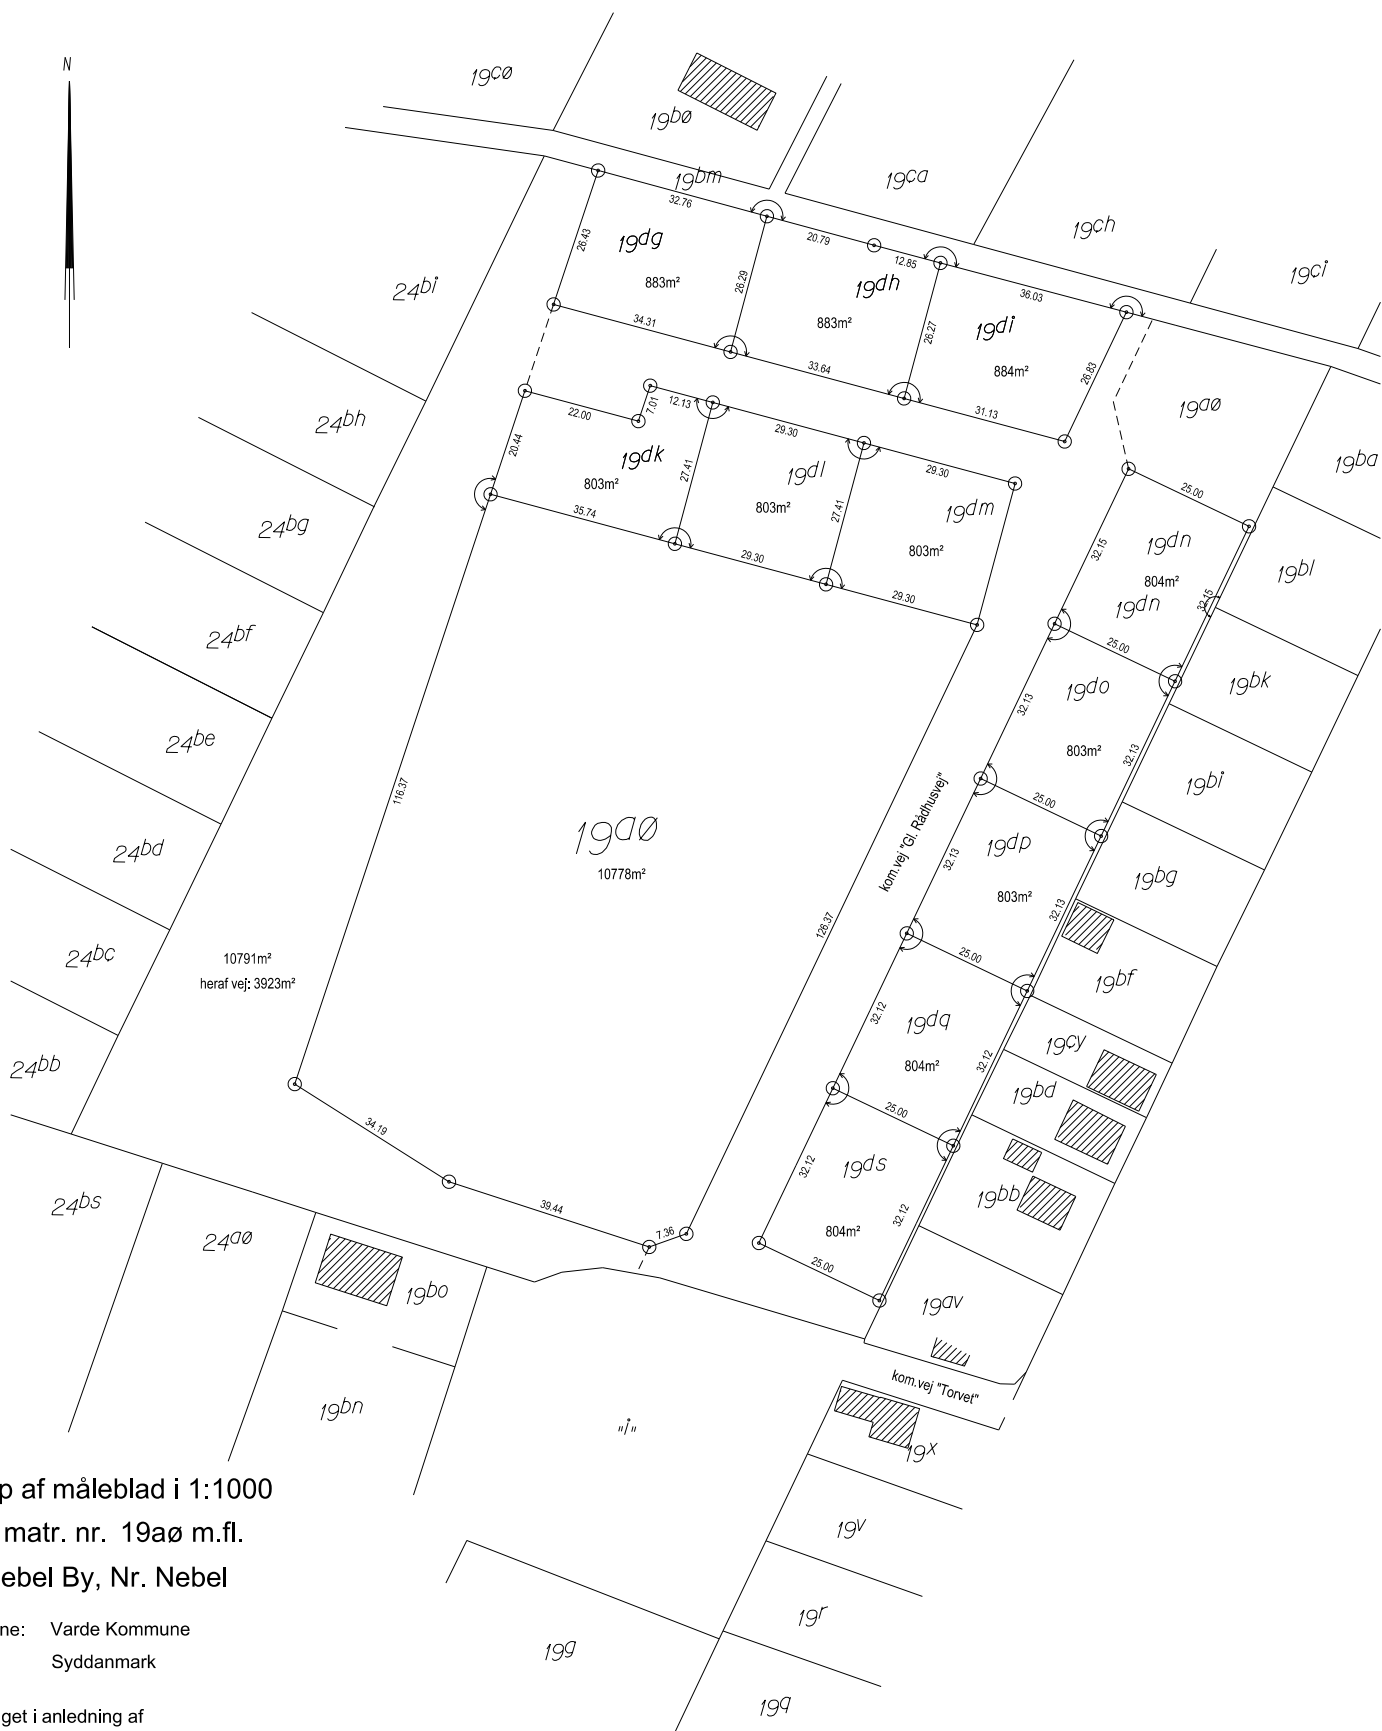 N
19cø
19bø
19bm
19ca
19ch
19ci
32.76
20.79
12.85
36.03
19dg
883m²
26.43
26.29
19dh
883m²
26.27
19di
884m²
26.83
34.31
33.64
31.13
24bi
24bh
24bg
24bf
24be
24bd
24bc
24bb
24bs
24aø
22.00
7.01
12.13
29.30
29.30
20.44
19dk
803m²
27.41
19dl
803m²
27.41
19dm
803m²
35.74
29.30
29.30
19aø
19ba
25.00
19dn
804m²
19dn
32.15
32.15
25.00
19bl
19do
803m²
32.13
32.13
25.00
19bk
19bi
19dp
803m²
32.13
32.13
25.00
19bg
19bf
19dq
804m²
32.12
32.12
25.00
19cy
19bd
19ds
804m²
32.12
32.12
25.00
19bb
19av
116.37
19aø
10778m²
126.37
kom.vej "Gl. Rådhusvej"
10791m²
heraf vej: 3923m²
34.19
39.44
7.36
19bo
19bn
"i"
kom.vej "Torvet"
19x
19v
19r
19q
19g
p af måleblad i 1:1000
matr. nr. 19aø m.fl.
ebel By, Nr. Nebel
ne: Varde Kommune
Syddanmark
get i anledning af